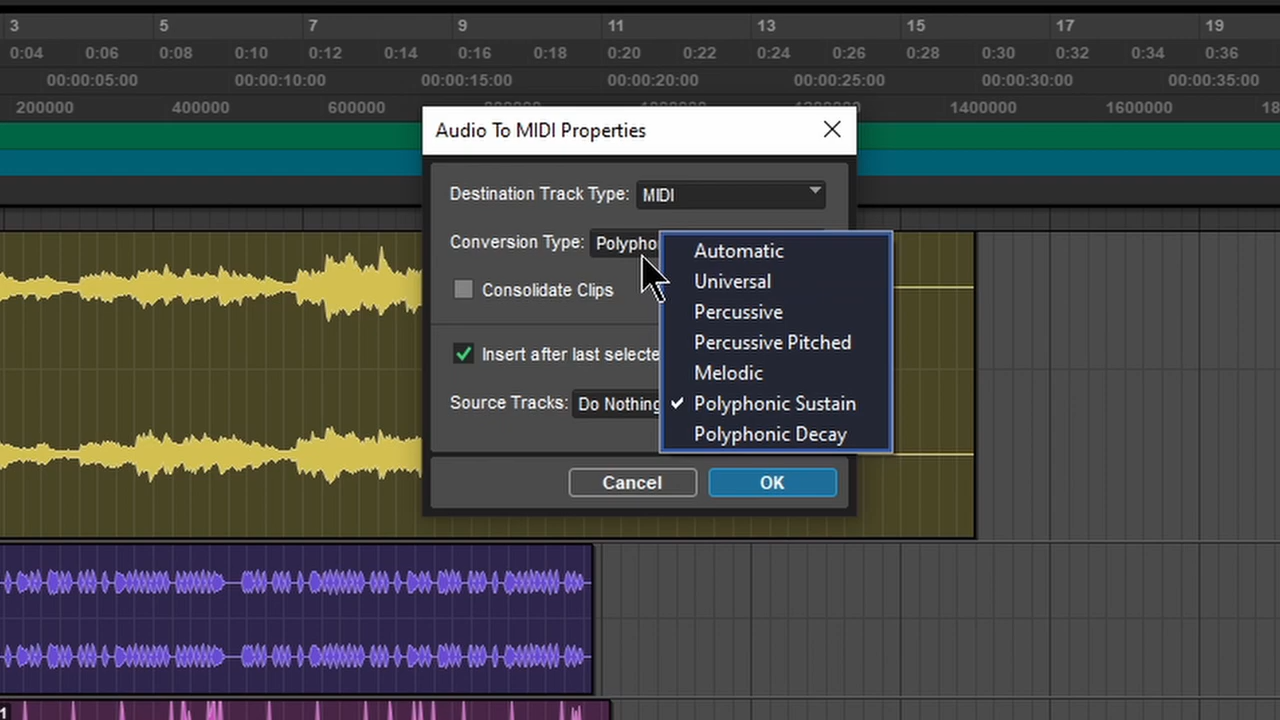 3 5 7 9 11 13 15 17 19
0:04 0:06 0:08 0:10 0:12 0:14 0:16 0:18 0:20 0:22 0:24 0:26 0:28 0:30 0:32 0:34 0:36
00:00:05:00 00:00:10:00 00:00:15:00 00:00:20:00 00:00:25:00 00:00:30:00 00:00:35:00
200000 400000 600000 1400000 1600000
Audio To MIDI Properties
Destination Track Type: MIDI
Conversion Type: Polypho
Automatic
Universal
Percussive
Percussive Pitched
Melodic
Polyphonic Sustain
Polyphonic Decay
Consolidate Clips
Insert after last selecte
Source Tracks: Do Nothing
Cancel OK
1